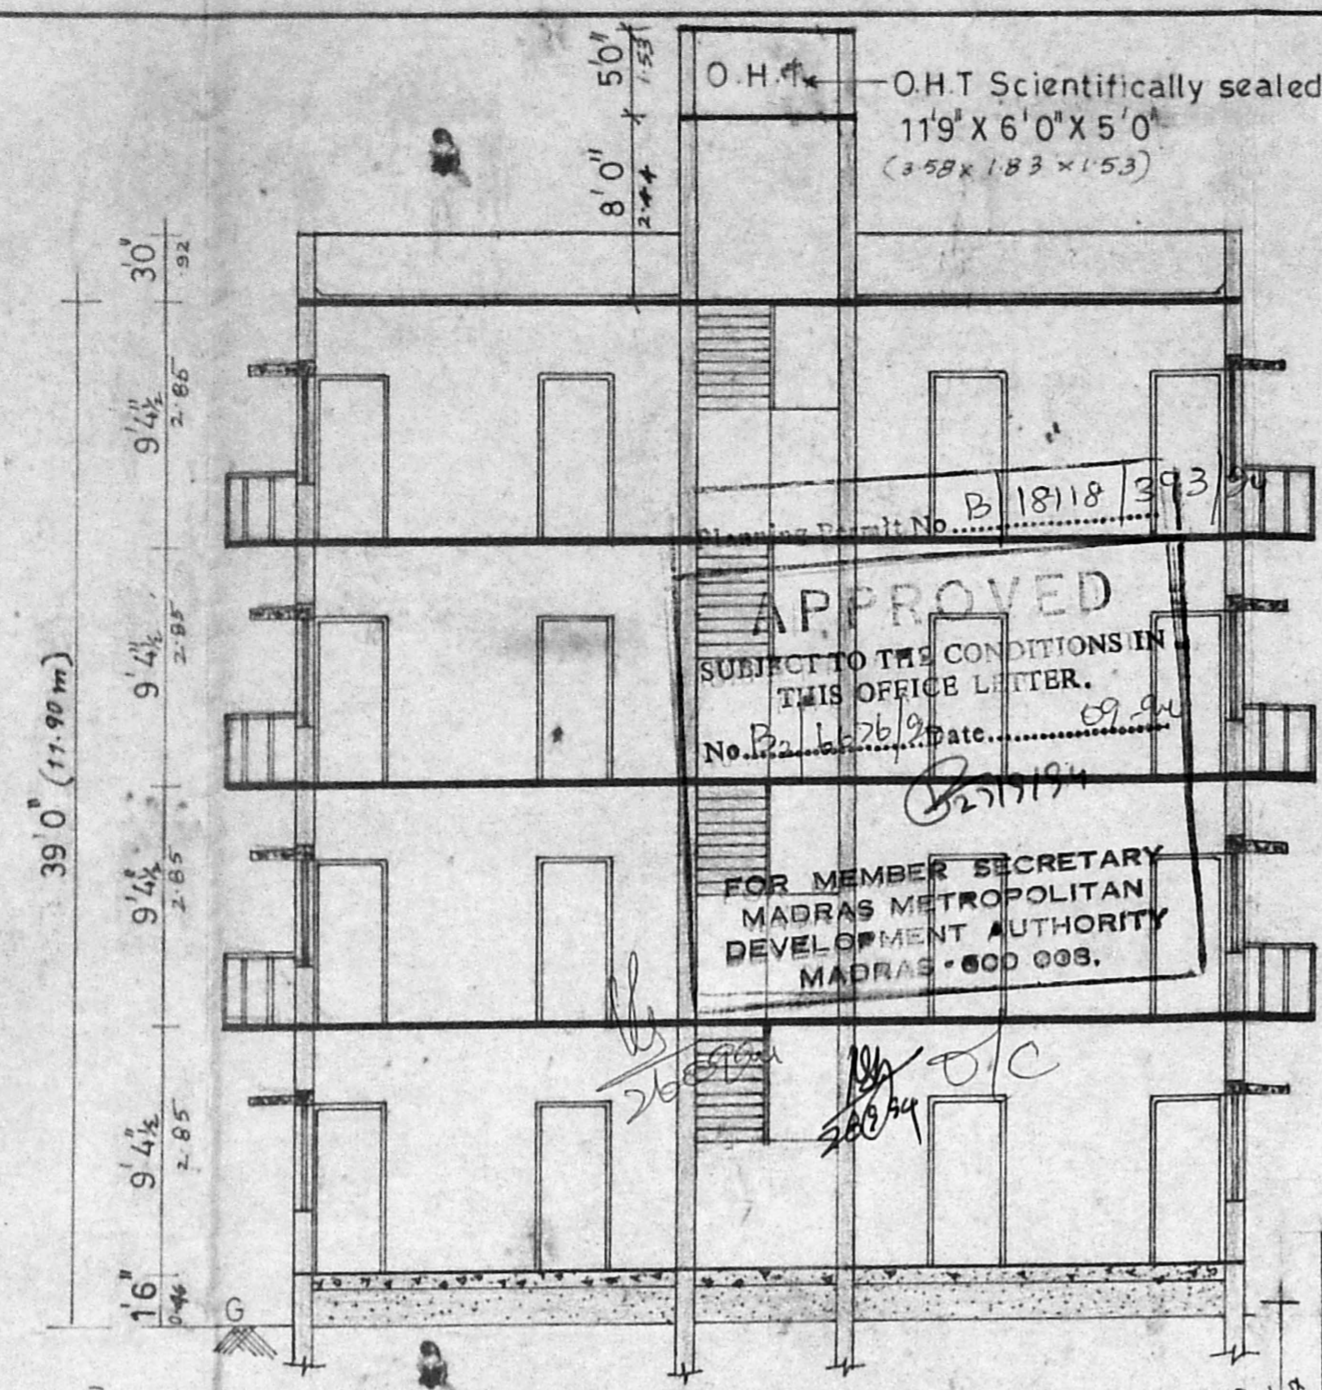 5'0"
1.53
O.H.T
O.H.T Scientifically sealed
11'9" X 6'0" X 5'0"
(3.58 x 1.83 x 1.53)
8'0"
2.44
3'0"
.92
9'4½"
2.85
9'4½"
2.85
9'4½"
2.85
9'4½"
2.85
1'6"
0.46
39'0" (11.90 m)
G
Planning Permit No. B/18118/393/94
APPROVED
SUBJECT TO THE CONDITIONS IN
THIS OFFICE LETTER.
No. Date
27/9/94
FOR MEMBER SECRETARY
MADRAS METROPOLITAN
DEVELOPMENT AUTHORITY
MADRAS - 600 008.
O/C